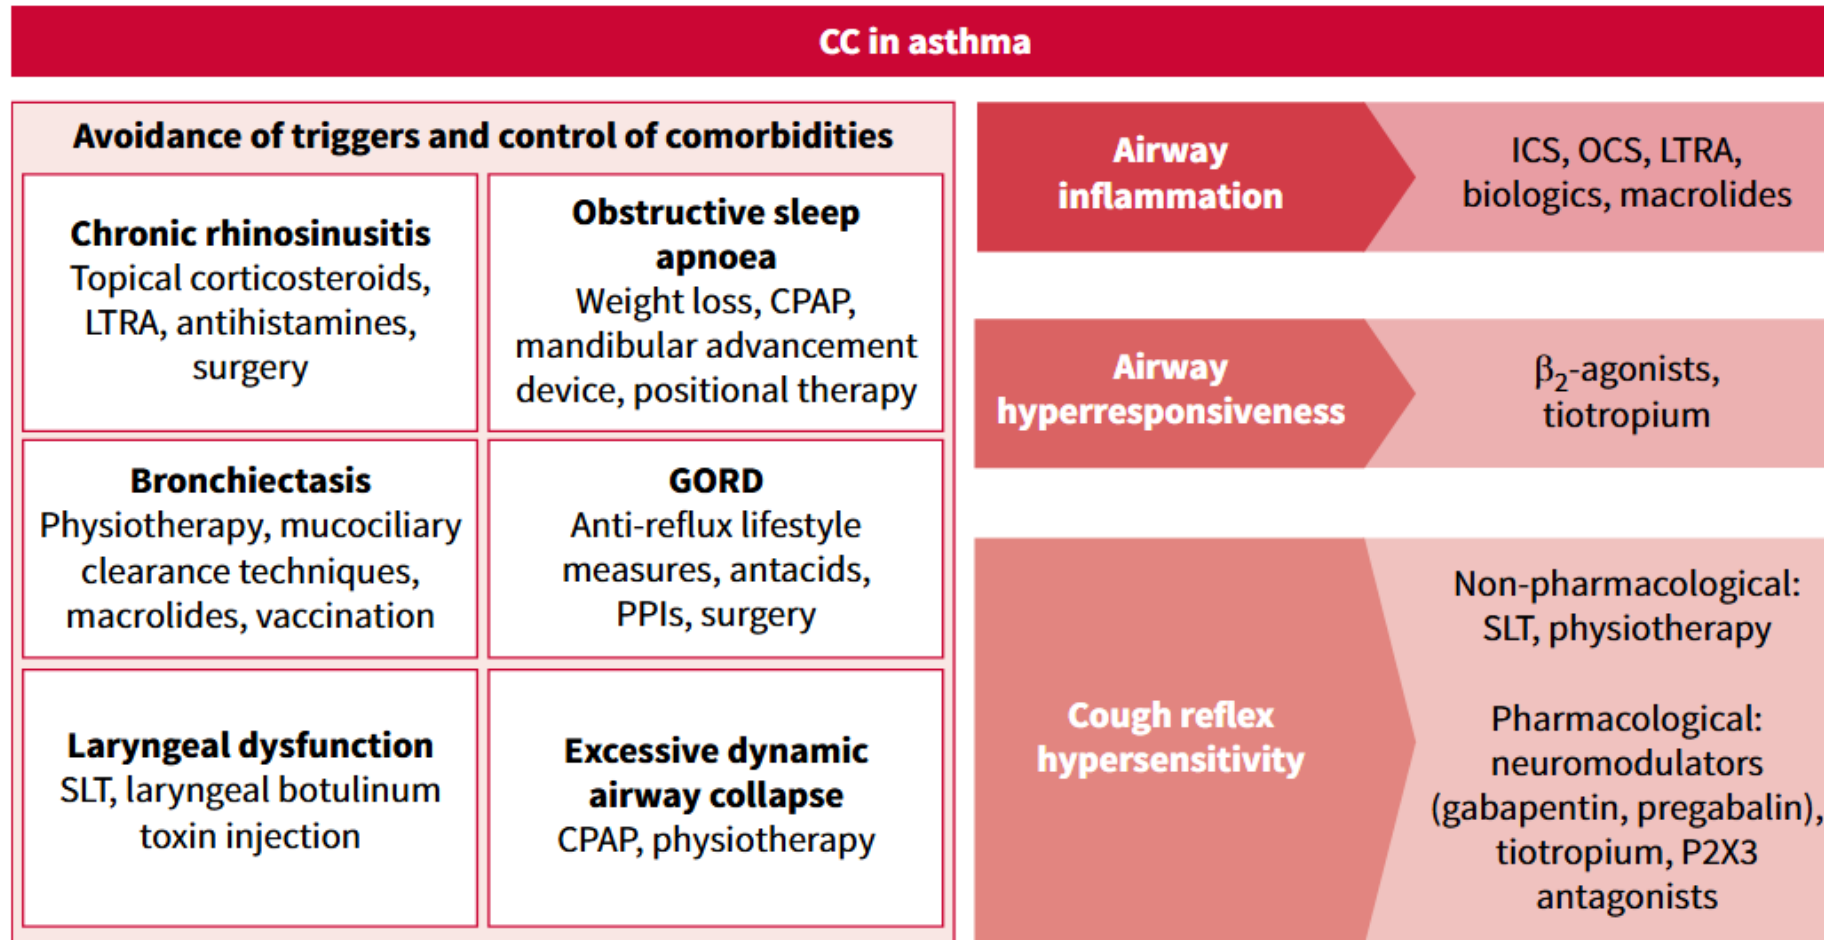 CC in asthma
Avoidance of triggers and control of comorbidities
Chronic rhinosinusitis
Topical corticosteroids,
LTRA, antihistamines,
surgery
Obstructive sleep
apnoea
Weight loss, CPAP,
mandibular advancement
device, positional therapy
Bronchiectasis
Physiotherapy, mucociliary
clearance techniques,
macrolides, vaccination
GORD
Anti-reflux lifestyle
measures, antacids,
PPIs, surgery
Laryngeal dysfunction
SLT, laryngeal botulinum
toxin injection
Excessive dynamic
airway collapse
CPAP, physiotherapy
Airway
inflammation
ICS, OCS, LTRA,
biologics, macrolides
Airway
hyperresponsiveness
β₂-agonists,
tiotropium
Cough reflex
hypersensitivity
Non-pharmacological:
SLT, physiotherapy
Pharmacological:
neuromodulators
(gabapentin, pregabalin),
tiotropium, P2X3
antagonists